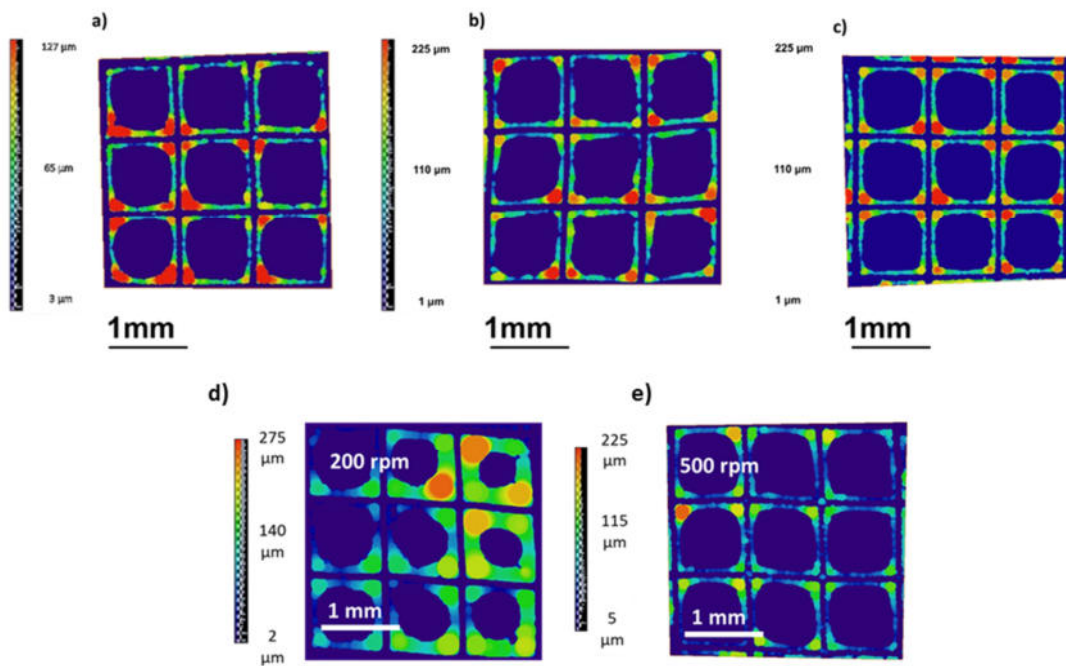 a)
127 µm
65 µm
3 µm
1mm
b)
225 µm
110 µm
1 µm
1mm
c)
225 µm
110 µm
1 µm
1mm
d)
275
µm
140
µm
2
µm
200 rpm
1 mm
e)
225
µm
115
µm
5
µm
500 rpm
1 mm